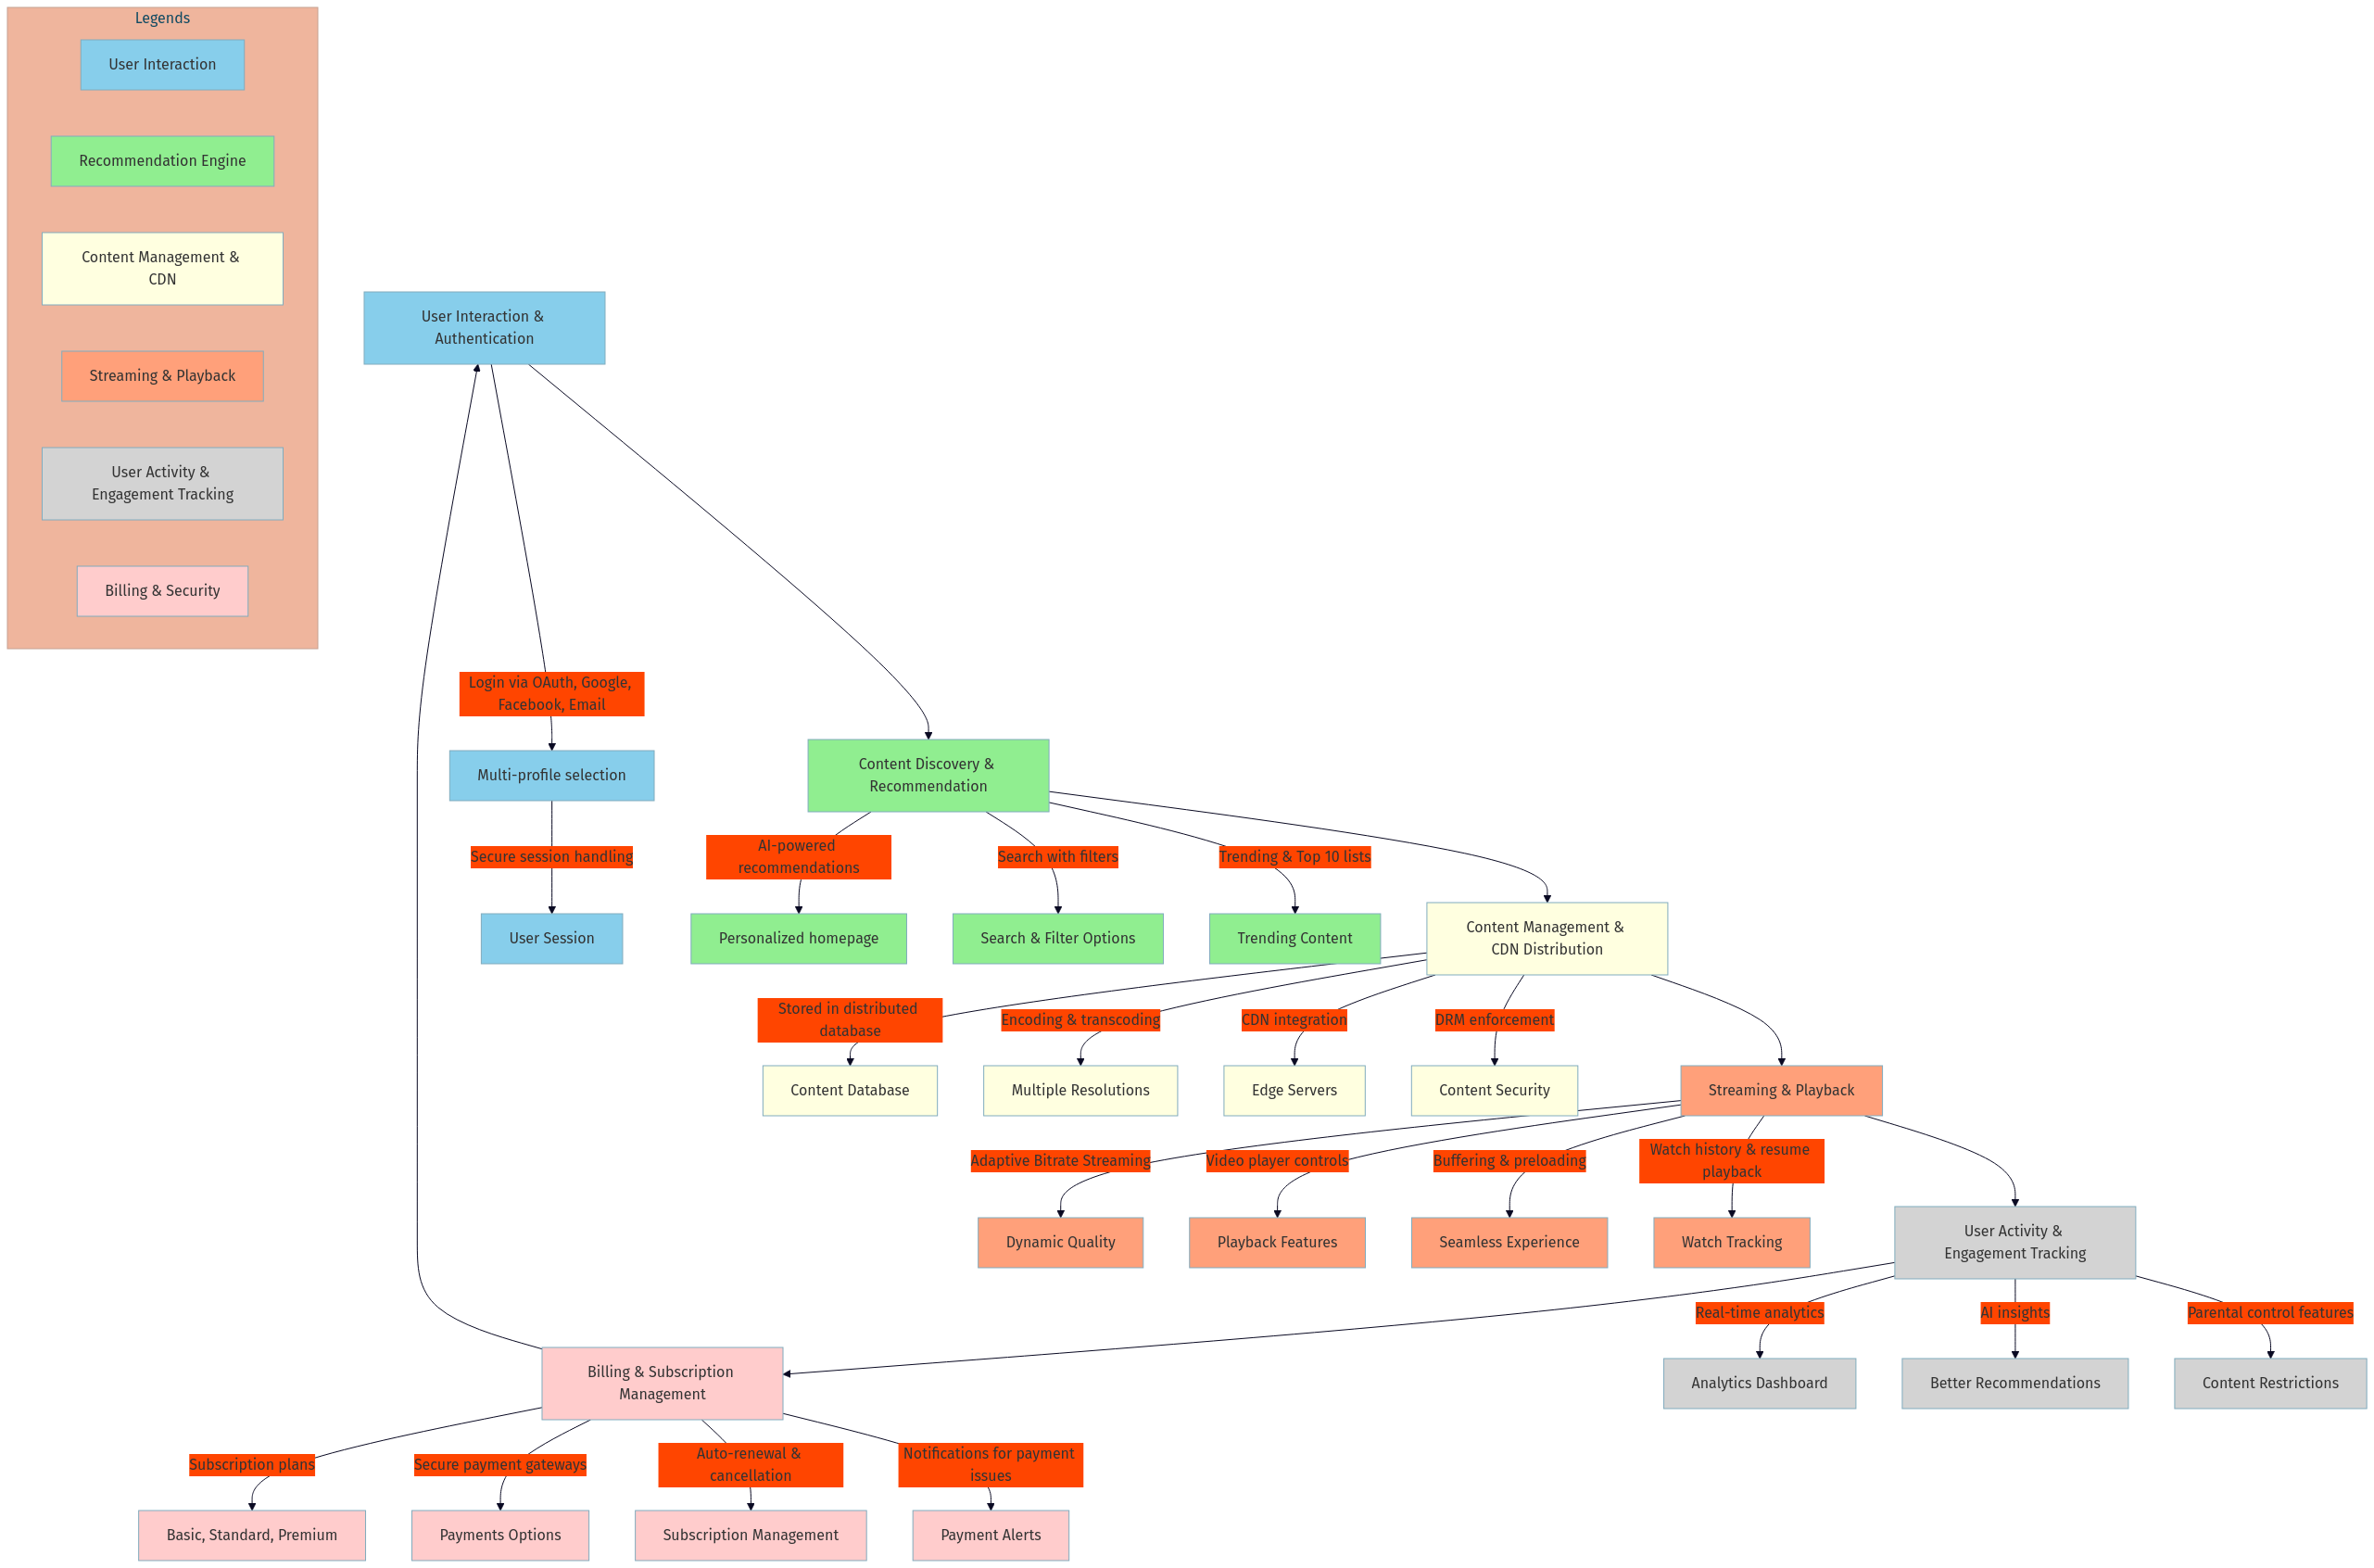 Legends
User Interaction
Recommendation Engine
Content Management &
CDN
Streaming & Playback
User Activity &
Engagement Tracking
Billing & Security
User Interaction &
Authentication
Login via OAuth, Google,
Facebook, Email
Multi-profile selection
Secure session handling
User Session
Content Discovery &
Recommendation
AI-powered
recommendations
Search with filters
Trending & Top 10 lists
Personalized homepage
Search & Filter Options
Trending Content
Content Management &
CDN Distribution
Stored in distributed
database
Encoding & transcoding
CDN integration
DRM enforcement
Content Database
Multiple Resolutions
Edge Servers
Content Security
Streaming & Playback
Adaptive Bitrate Streaming
Video player controls
Buffering & preloading
Watch history & resume
playback
Dynamic Quality
Playback Features
Seamless Experience
Watch Tracking
User Activity &
Engagement Tracking
Real-time analytics
AI insights
Parental control features
Analytics Dashboard
Better Recommendations
Content Restrictions
Billing & Subscription
Management
Subscription plans
Secure payment gateways
Auto-renewal &
cancellation
Notifications for payment
issues
Basic, Standard, Premium
Payments Options
Subscription Management
Payment Alerts